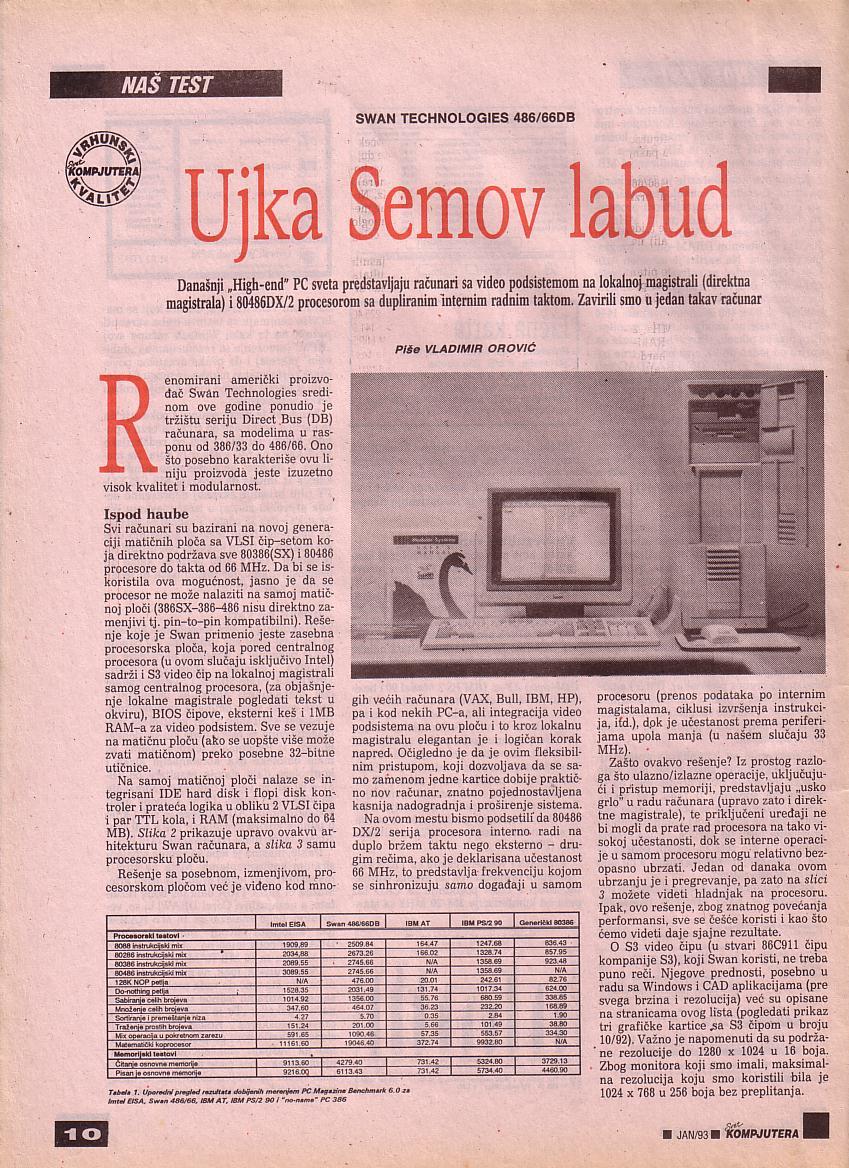 NAŠ TEST
SWAN TECHNOLOGIES 486/66DB
VRHUNSKI
Svet
KOMPJUTERA
KVALITET
Ujka Semov labud
Današnji „High-end” PC sveta predstavljaju računari sa video podsistemom na lokalnoj magistrali (direktna
magistrala) i 80486DX/2 procesorom sa dupliranim internim radnim taktom. Zavirili smo u jedan takav računar
Piše VLADIMIR OROVIĆ
Renomirani američki proizvo-
đač Swan Technologies sredi-
nom ove godine ponudio je
tržištu seriju Direct Bus (DB)
računara, sa modelima u ras-
ponu od 386/33 do 486/66. Ono
što posebno karakteriše ovu li-
niju proizvoda jeste izuzetno
visok kvalitet i modularnost.
Ispod haube
Svi računari su bazirani na novoj genera-
ciji matičnih ploča sa VLSI čip–setom ko-
ja direktno podržava sve 80386(SX) i 80486
procesore do takta od 66 MHz. Da bi se is-
koristila ova mogućnost, jasno je da se
procesor ne može nalaziti na samoj matič-
noj ploči (386SX–386–486 nisu direktno za-
menjivi tj. pin–to–pin kompatibilni). Reše-
nje koje je Swan primenio jeste zasebna
procesorska ploča, koja pored centralnog
procesora (u ovom slučaju isključivo Intel)
sadrži i S3 video čip na lokalnoj magistrali
samog centralnog procesora, (za objašnje-
nje lokalne magistrale pogledati tekst u
okviru), BIOS čipove, eksterni keš i 1MB
RAM–a za video podsistem. Sve se vezuje
na matičnu ploču (ako se uopšte više može
zvati matičnom) preko posebne 32–bitne
utičnice.
Na samoj matičnoj ploči nalaze se in-
tegrisani IDE hard disk i flopi disk kon-
troler i prateća logika u obliku 2 VLSI čipa
i par TTL kola, i RAM (maksimalno do 64
MB). Slika 2 prikazuje upravo ovakvu ar-
hitekturu Swan računara, a slika 3 samu
procesorsku ploču.
Rešenje sa posebnom, izmenjivom, pro-
cesorskom pločom već je viđeno kod mno-
Modular Systems
USER'S
MANUAL
Swan
gih većih računara (VAX, Bull, IBM, HP),
pa i kod nekih PC–a, ali integracija video
podsistema na ovu ploču i to kroz lokalnu
magistralu elegantan je i logičan korak
napred. Očigledno je da je ovim fleksibil-
nim pristupom, koji dozvoljava da se sa-
mo zamenom jedne kartice dobije praktič-
no nov računar, znatno pojednostavljena
kasnija nadogradnja i proširenje sistema.
Na ovom mestu bismo podsetili da 80486
DX/2 serija procesora interno radi na
duplo bržem taktu nego eksterno – dru-
gim rečima, ako je deklarisana učestanost
66 MHz, to predstavlja frekvenciju kojom
se sinhronizuju samo događaji u samom
procesoru (prenos podataka po internim
magistalama, ciklusi izvršenja instrukci-
ja, ifd.), dok je učestanost prema periferi-
jama upola manja (u našem slučaju 33
MHz).
Zašto ovakvo rešenje? Iz prostog razlo-
ga što ulazno/izlazne operacije, uključuju-
ći i pristup memoriji, predstavljaju „usko
grlo” u radu računara (upravo zato i direk-
tne magistrale), te priključeni uređaji ne
bi mogli da prate rad procesora na tako vi-
sokoj učestanosti, dok se interne operaci-
je u samom procesoru mogu relativno bez-
opasno ubrzati. Jedan od danaka ovom
ubrzanju je i pregrevanje, pa zato na slici
3 možete videti hladnjak na procesoru.
Ipak, ovo rešenje, zbog znatnog povećanja
performansi, sve se češće koristi i kao što
ćemo videti daje sjajne rezultate.
O S3 video čipu (u stvari 86C911 čipu
kompanije S3), koji Swan koristi, ne treba
puno reči. Njegove prednosti, posebno u
radu sa Windows i CAD aplikacijama (pre
svega brzina i rezolucija) već su opisane
na stranicama ovog lista (pogledati prikaz
tri grafičke kartice sa S3 čipom u broju
10/92). Važno je napomenuti da su podrža-
ne rezolucije do 1280 x 1024 u 16 boja.
Zbog monitora koji smo imali, maksimal-
na rezolucija koju smo koristili bila je
1024 x 768 u 256 boja bez preplitanja.
Imtel EISA Swan 486/66DB IBM AT IBM PS/2 90 Generički 80386
Procesorski testovi
8088 instrukcijski mix 1909.89 2509.84 164.47 1247.68 836.43
80286 instrukcijski mix 2034.88 2673.26 166.02 1328.74 857.95
80386 instrukcijski mix 2089.55 2745.66 N/A 1358.69 923.48
80486 instrukcijski mix 3089.55 2745.66 N/A 1358.69 N/A
128K NOP petlja N/A 476.00 20.01 242.61 82.76
Do-nothing petlja 1528.35 2031.49 131.74 1017.34 624.00
Sabiranje celih brojeva 1014.92 1356.00 55.76 680.59 338.85
Množenje celih brojeva 347.60 464.07 36.23 232.20 168.89
Sortiranje i premeštanje niza 4.27 5.70 0.35 2.84 1.90
Traženje prostih brojeva 151.24 201.00 5.66 101.49 38.80
Mix operacija u pokretnom zarezu 591.65 1090.46 57.35 553.57 334.30
Matematički koprocesor 11161.60 19046.40 372.74 9932.80 N/A
Memorijski testovi
Čitanje osnovne memorije 9113.60 4279.40 731.42 5324.80 3729.13
Pisanje osnovne memorije 9216.00 6113.43 731.42 5734.40 4460.90
Tabela 1. Uporedni pregled rezultata dobijenih merenjem PC Magazine Benchmark 6.0 za
Imtel EISA, Swan 486/66, IBM AT, IBM PS/2 90 i "no-name" PC 386
10
JAN/93 Svet KOMPJUTERA